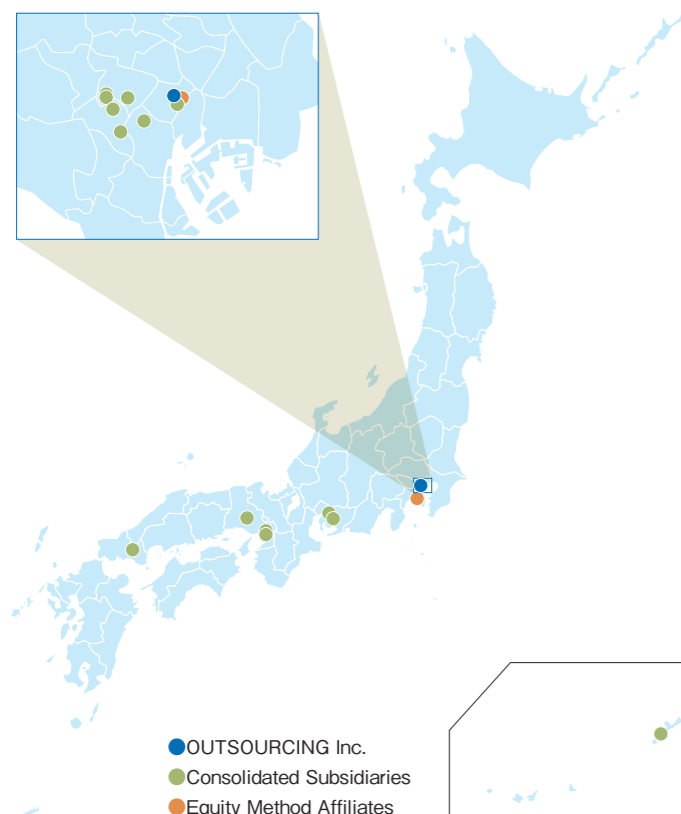 OUTSOURCING Inc.
Consolidated Subsidiaries
Equity Method Affiliates